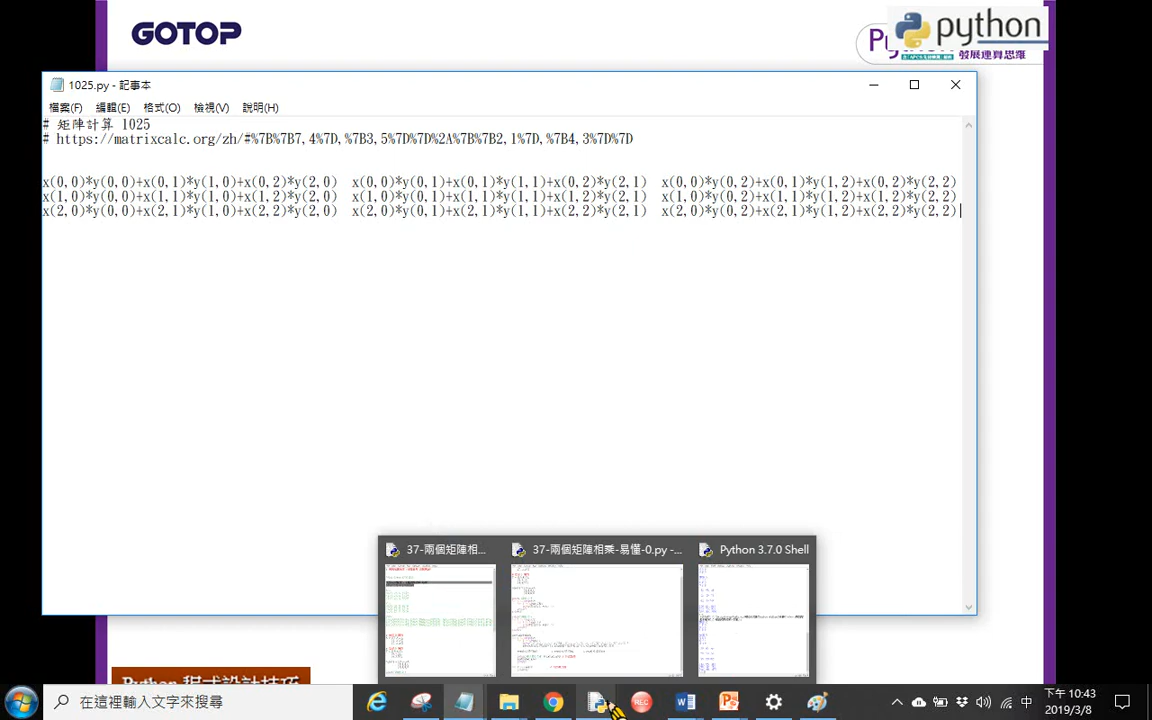 GOTOP
python
發展運算思維
1025.py - 記事本
檔案(F) 編輯(E) 格式(O) 檢視(V) 說明(H)
# 矩陣計算 1025
# https://matrixcalc.org/zh/#%7B%7B7,4%7D,%7B3,5%7D%7D%2A%7B%7B2,1%7D,%7B4,3%7D%7D
x(0,0)*y(0,0)+x(0,1)*y(1,0)+x(0,2)*y(2,0) x(0,0)*y(0,1)+x(0,1)*y(1,1)+x(0,2)*y(2,1) x(0,0)*y(0,2)+x(0,1)*y(1,2)+x(0,2)*y(2,2)
x(1,0)*y(0,0)+x(1,1)*y(1,0)+x(1,2)*y(2,0) x(1,0)*y(0,1)+x(1,1)*y(1,1)+x(1,2)*y(2,1) x(1,0)*y(0,2)+x(1,1)*y(1,2)+x(1,2)*y(2,2)
x(2,0)*y(0,0)+x(2,1)*y(1,0)+x(2,2)*y(2,0) x(2,0)*y(0,1)+x(2,1)*y(1,1)+x(2,2)*y(2,1) x(2,0)*y(0,2)+x(2,1)*y(1,2)+x(2,2)*y(2,2)
37-兩個矩陣相... 37-兩個矩陣相乘-易懂-0.py -... Python 3.7.0 Shell
Python 程式設計技巧
在這裡輸入文字來搜尋
REC
中
下午 10:43
2019/3/8